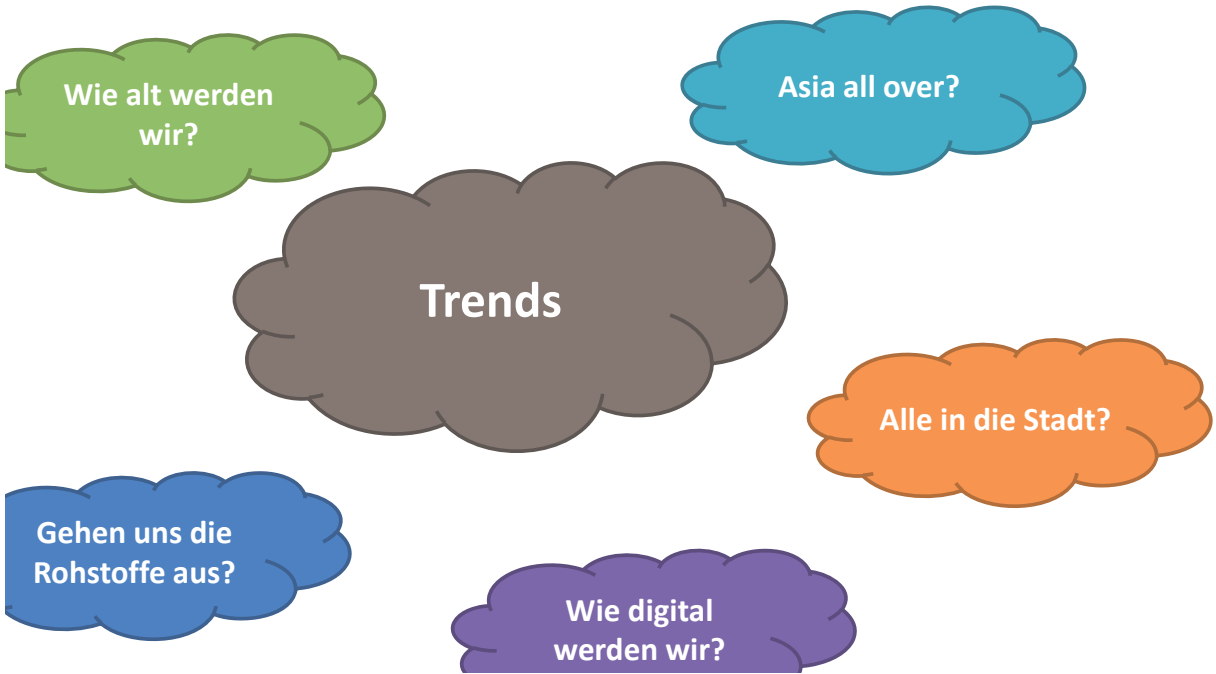 Wie alt werden
wir?
Asia all over?
Trends
Alle in die Stadt?
Gehen uns die
Rohstoffe aus?
Wie digital
werden wir?